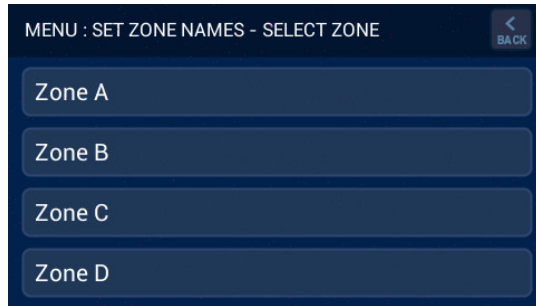 MENU : SET ZONE NAMES - SELECT ZONE
BACK
Zone A
Zone B
Zone C
Zone D